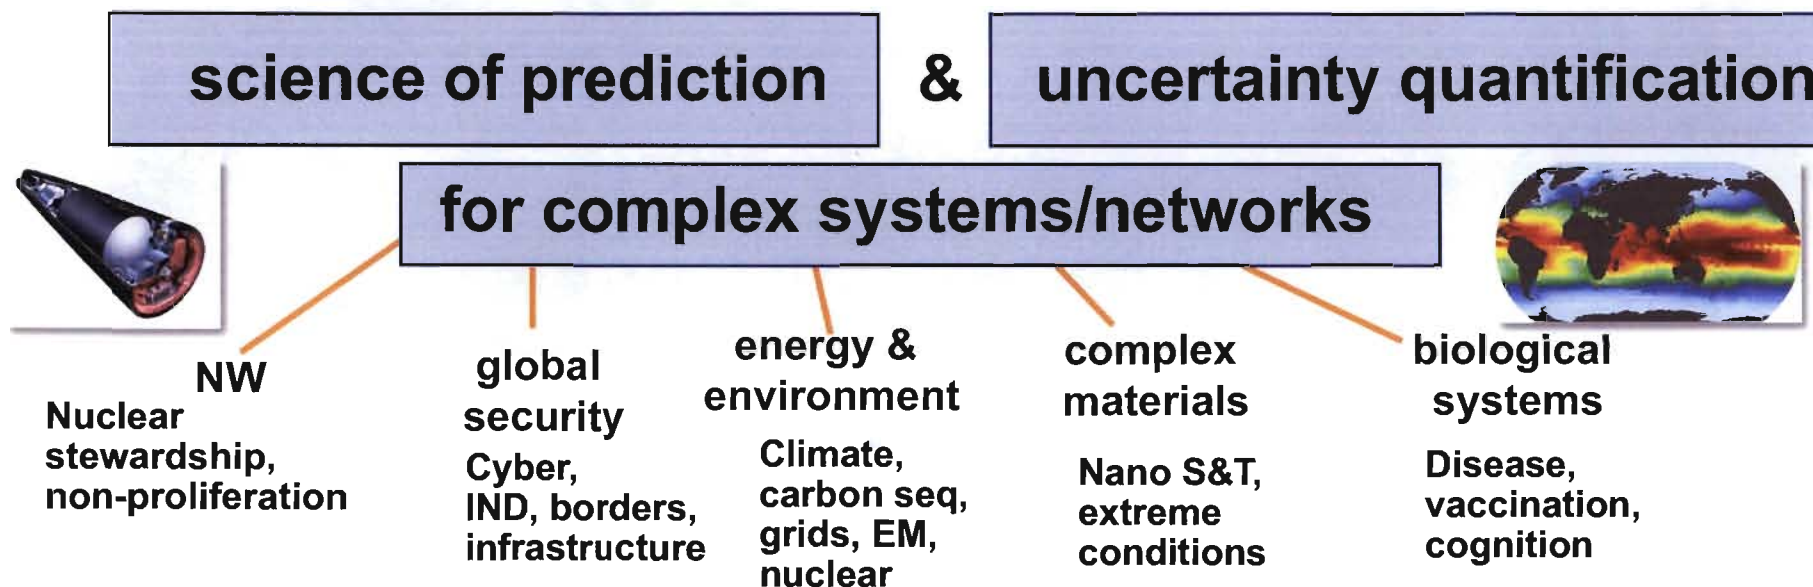 science of prediction & uncertainty quantification
for complex systems/networks
NW
Nuclear
stewardship,
non-proliferation
global
security
Cyber,
IND, borders,
infrastructure
energy &
environment
Climate,
carbon seq,
grids, EM,
nuclear
complex
materials
Nano S&T,
extreme
conditions
biological
systems
Disease,
vaccination,
cognition